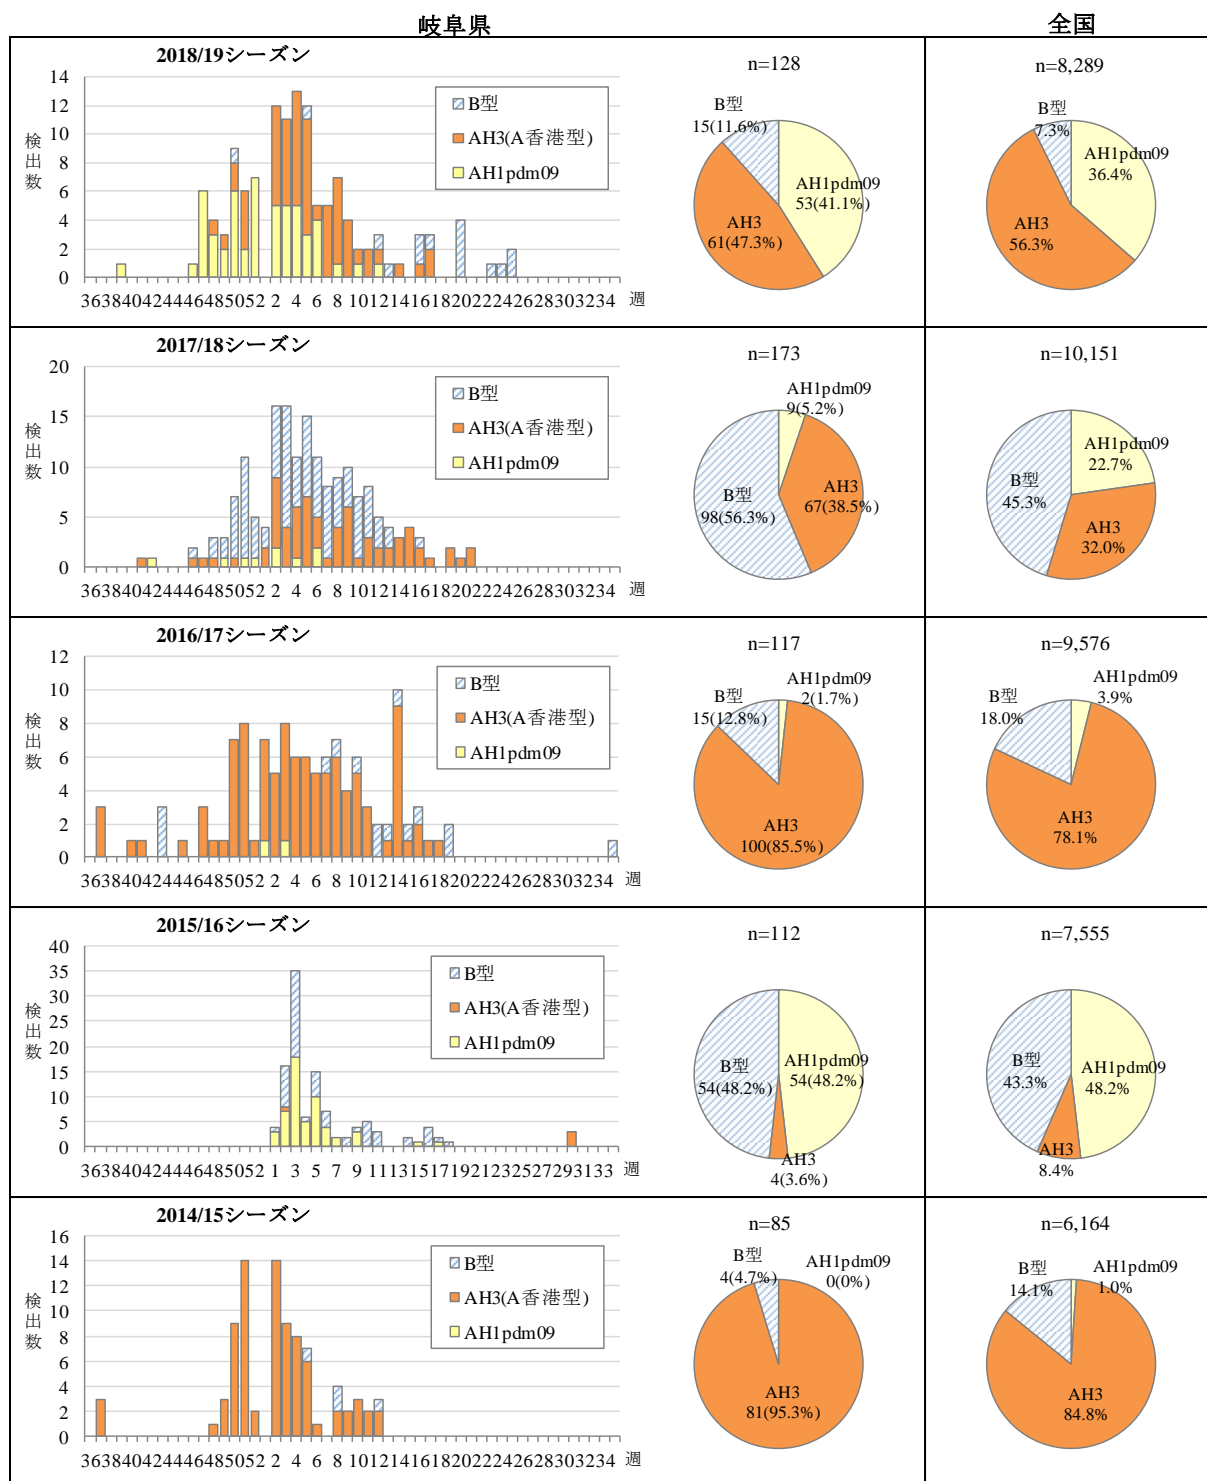 岐阜県
全国
2018/19シーズン
14
12
10
8
6
4
2
0
検出数
B型
AH3(A香港型)
AH1pdm09
363840424446485052 2 4 6 8 10121416182022242628303234 週
n=128
B型
15(11.6%)
AH1pdm09
53(41.1%)
AH3
61(47.3%)
n=8,289
B型
7.3%
AH1pdm09
36.4%
AH3
56.3%
2017/18シーズン
20
15
10
5
0
検出数
B型
AH3(A香港型)
AH1pdm09
363840424446485052 2 4 6 8 10121416182022242628303234 週
n=173
AH1pdm09
9(5.2%)
B型
98(56.3%)
AH3
67(38.5%)
n=10,151
AH1pdm09
22.7%
B型
45.3%
AH3
32.0%
2016/17シーズン
12
10
8
6
4
2
0
検出数
B型
AH3(A香港型)
AH1pdm09
363840424446485052 2 4 6 8 10121416182022242628303234 週
n=117
AH1pdm09
2(1.7%)
B型
15(12.8%)
AH3
100(85.5%)
n=9,576
AH1pdm09
3.9%
B型
18.0%
AH3
78.1%
2015/16シーズン
40
35
30
25
20
15
10
5
0
検出数
B型
AH3(A香港型)
AH1pdm09
363840424446485052 1 3 5 7 9 111315171921232527293133 週
n=112
B型
54(48.2%)
AH1pdm09
54(48.2%)
AH3
4(3.6%)
n=7,555
B型
43.3%
AH1pdm09
48.2%
AH3
8.4%
2014/15シーズン
16
14
12
10
8
6
4
2
0
検出数
B型
AH3(A香港型)
AH1pdm09
363840424446485052 2 4 6 8 10121416182022242628303234 週
n=85
B型
4(4.7%)
AH1pdm09
0(0%)
AH3
81(95.3%)
n=6,164
B型
14.1%
AH1pdm09
1.0%
AH3
84.8%